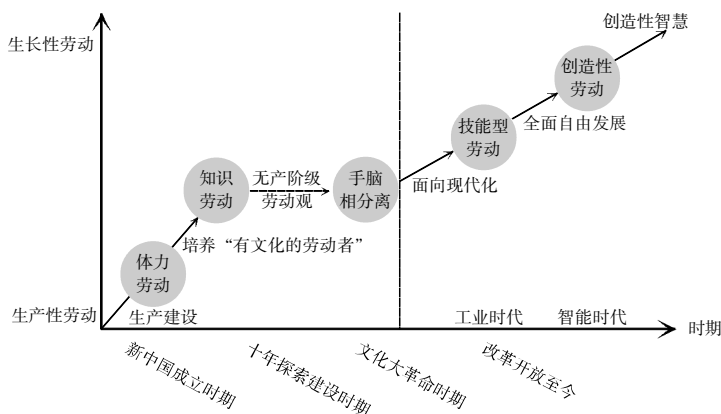 创造性智慧
生长性劳动
创造性
劳动
全面自由发展
技能型
劳动
知识
劳动
无产阶级
劳动观
手脑
相分离
面向现代化
培养“有文化的劳动者”
体力
劳动
生产性劳动
生产建设
工业时代
智能时代
时期
新中国成立时期
十年探索建设时期
文化大革命时期
改革开放至今